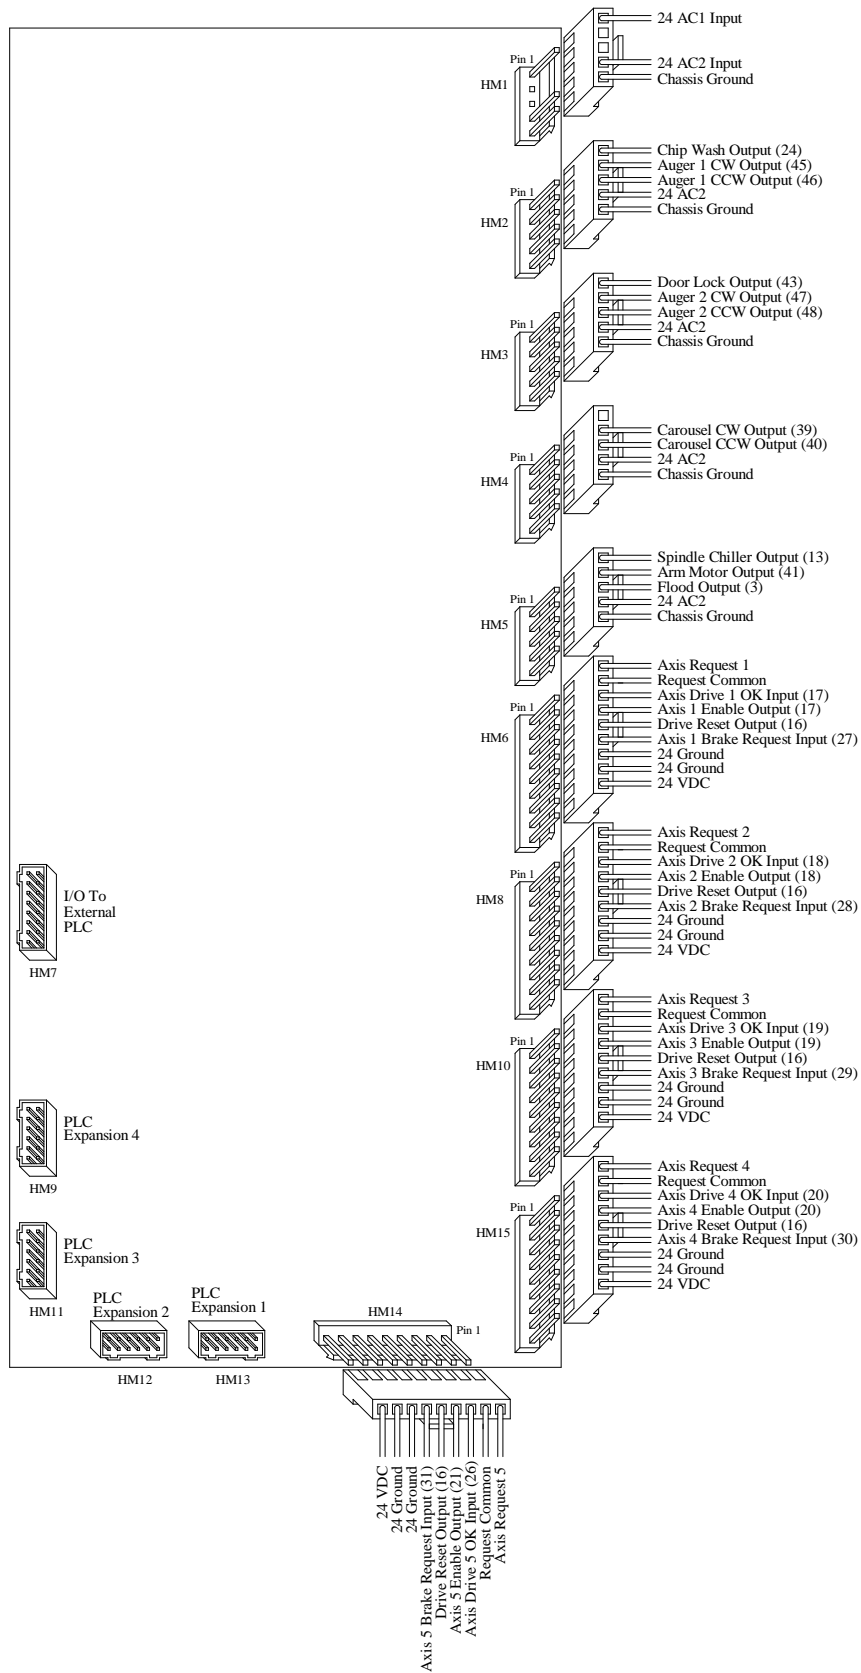 24 AC1 Input
24 AC2 Input
Chassis Ground
Pin 1
HM1
Chip Wash Output (24)
Auger 1 CW Output (45)
Auger 1 CCW Output (46)
24 AC2
Chassis Ground
Pin 1
HM2
Door Lock Output (43)
Auger 2 CW Output (47)
Auger 2 CCW Output (48)
24 AC2
Chassis Ground
Pin 1
HM3
Carousel CW Output (39)
Carousel CCW Output (40)
24 AC2
Chassis Ground
Pin 1
HM4
Spindle Chiller Output (13)
Arm Motor Output (41)
Flood Output (3)
24 AC2
Chassis Ground
Pin 1
HM5
Axis Request 1
Request Common
Axis Drive 1 OK Input (17)
Axis 1 Enable Output (17)
Drive Reset Output (16)
Axis 1 Brake Request Input (27)
24 Ground
24 Ground
24 VDC
Pin 1
HM6
Axis Request 2
Request Common
Axis Drive 2 OK Input (18)
Axis 2 Enable Output (18)
Drive Reset Output (16)
Axis 2 Brake Request Input (28)
24 Ground
24 Ground
24 VDC
Pin 1
HM8
I/O To
External
PLC
HM7
Axis Request 3
Request Common
Axis Drive 3 OK Input (19)
Axis 3 Enable Output (19)
Drive Reset Output (16)
Axis 3 Brake Request Input (29)
24 Ground
24 Ground
24 VDC
Pin 1
HM10
PLC
Expansion 4
HM9
Axis Request 4
Request Common
Axis Drive 4 OK Input (20)
Axis 4 Enable Output (20)
Drive Reset Output (16)
Axis 4 Brake Request Input (30)
24 Ground
24 Ground
24 VDC
Pin 1
HM15
PLC
Expansion 3
HM11
PLC
Expansion 2
HM12
PLC
Expansion 1
HM13
HM14
Pin 1
24 VDC
24 Ground
24 Ground
Axis 5 Brake Request Input (31)
Drive Reset Output (16)
Axis 5 Enable Output (21)
Axis Drive 5 OK Input (26)
Request Common
Axis Request 5